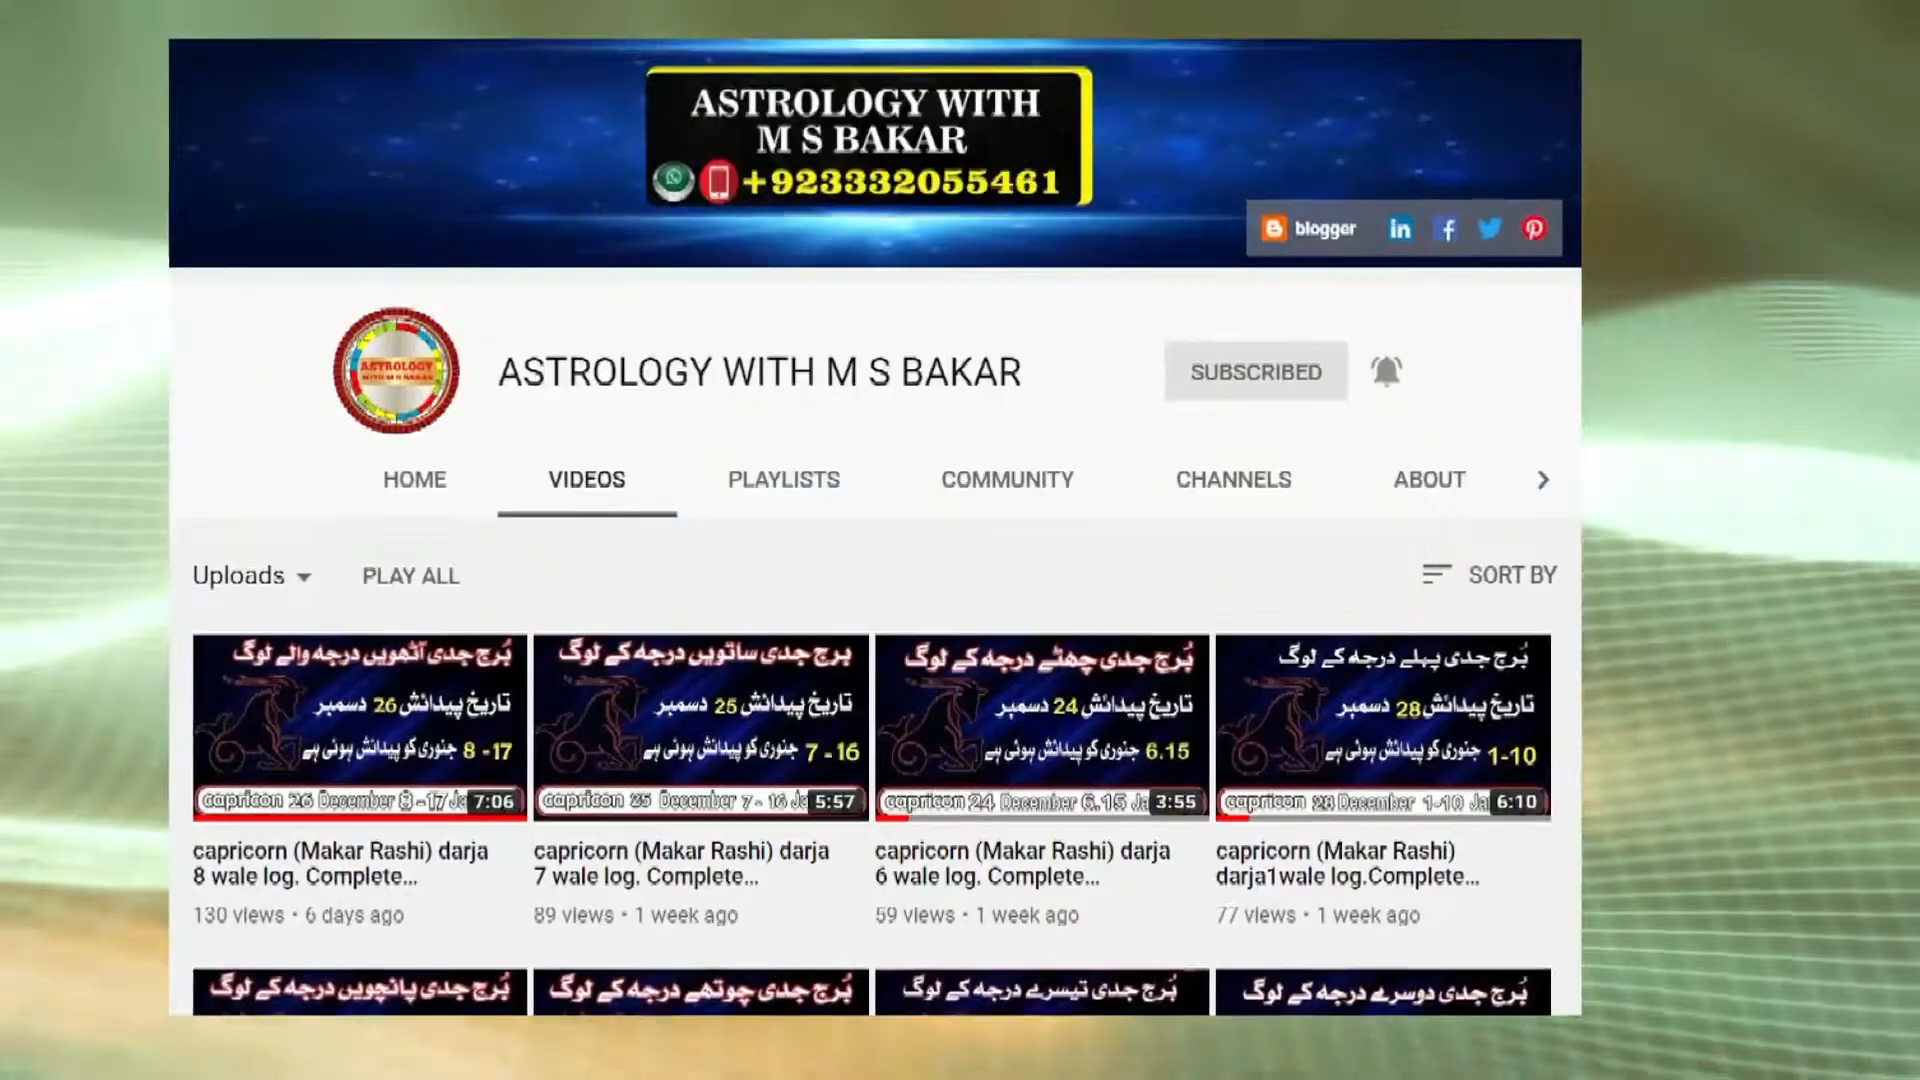 ASTROLOGY WITH
M S BAKAR
+923332055461
blogger
ASTROLOGY
WITH M S BAKAR
ASTROLOGY WITH M S BAKAR
SUBSCRIBED
HOME VIDEOS PLAYLISTS COMMUNITY CHANNELS ABOUT
Uploads PLAY ALL SORT BY
بُرج جدی آٹھویں درجہ والے لوگ
تاریخ پیدائش 26 دسمبر
8 -17 جنوری کو پیدائش ہوئی ہے
capricon 26 December 8 -17 Ja
7:06
capricorn (Makar Rashi) darja
8 wale log. Complete...
130 views • 6 days ago
برج جدی ساتویں درجہ کے لوگ
تاریخ پیدائش 25 دسمبر
7 - 16 جنوری کو پیدائش ہوئی ہے
capricon 25 December 7 - 16 Ja
5:57
capricorn (Makar Rashi) darja
7 wale log. Complete...
89 views • 1 week ago
بُرج جدی چھٹے درجہ کے لوگ
تاریخ پیدائش 24 دسمبر
6.15 جنوری کو پیدائش ہوئی ہے
capricon 24 December 6.15 Ja
3:55
capricorn (Makar Rashi) darja
6 wale log. Complete...
59 views • 1 week ago
بُرج جدی پہلے درجہ کے لوگ
تاریخ پیدائش 28 دسمبر
1-10 جنوری کو پیدائش ہوئی ہے
capricon 28 December 1-10 Ja
6:10
capricorn (Makar Rashi)
darja1wale log.Complete...
77 views • 1 week ago
بُرج جدی پانچویں درجہ کے لوگ
بُرج جدی چوتھے درجہ کے لوگ
بُرج جدی تیسرے درجہ کے لوگ
بُرج جدی دوسرے درجہ کے لوگ